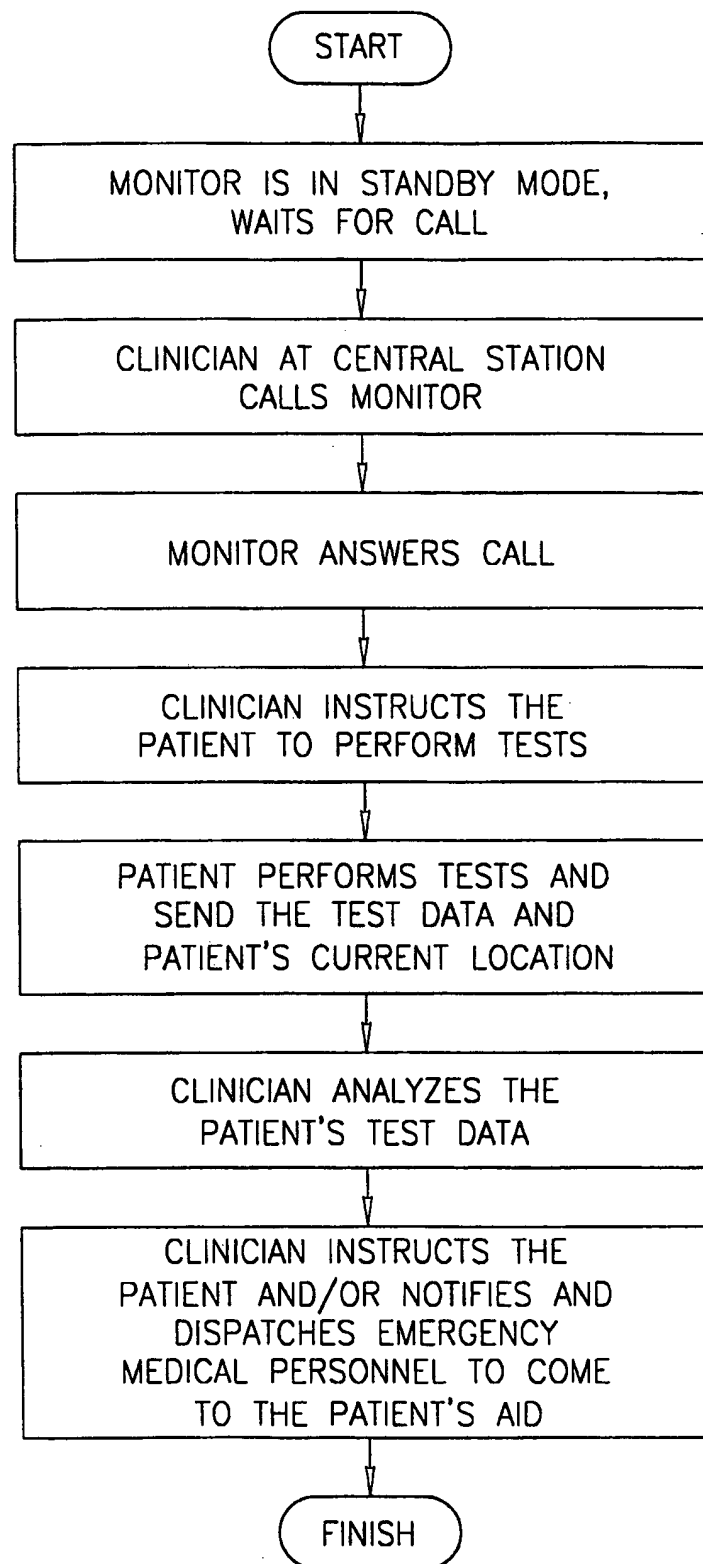 START
MONITOR IS IN STANDBY MODE,
WAITS FOR CALL
CLINICIAN AT CENTRAL STATION
CALLS MONITOR
MONITOR ANSWERS CALL
CLINICIAN INSTRUCTS THE
PATIENT TO PERFORM TESTS
PATIENT PERFORMS TESTS AND
SEND THE TEST DATA AND
PATIENT'S CURRENT LOCATION
CLINICIAN ANALYZES THE
PATIENT'S TEST DATA
CLINICIAN INSTRUCTS THE
PATIENT AND/OR NOTIFIES AND
DISPATCHES EMERGENCY
MEDICAL PERSONNEL TO COME
TO THE PATIENT'S AID
FINISH